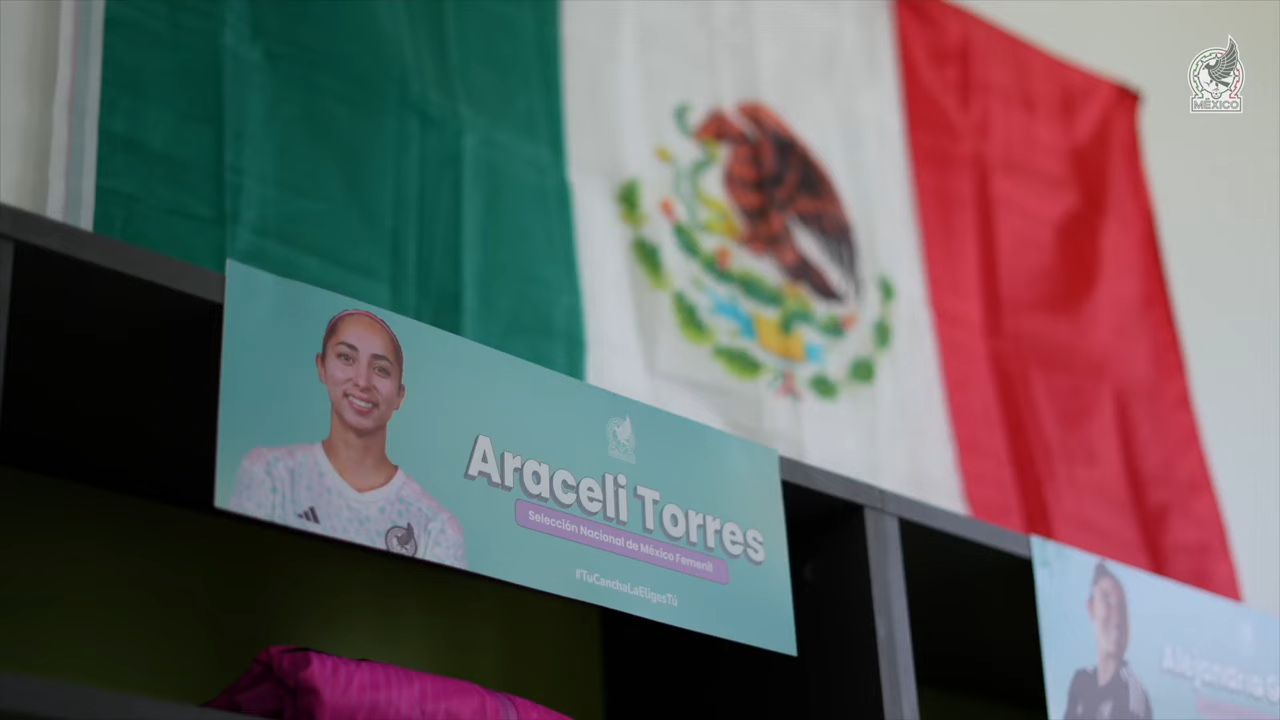 MÉXICO
Araceli Torres
Selección Nacional de México Femenil
#TuCanchaLaEligesTú